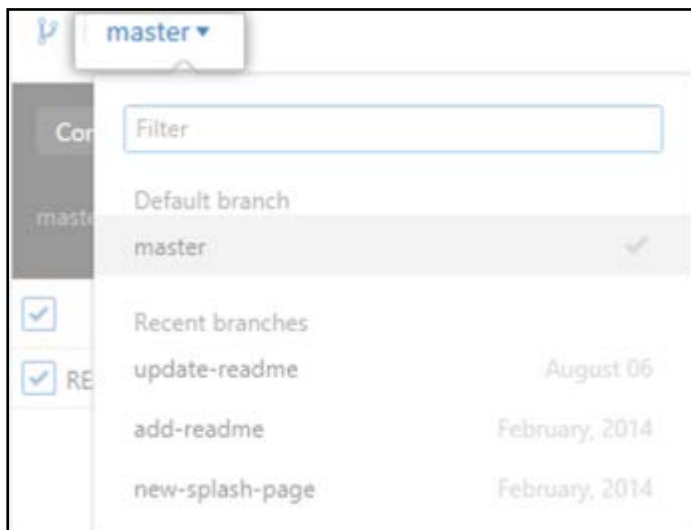 master
Filter
Default branch
master
Recent branches
update-readme August 06
add-readme February, 2014
new-splash-page February, 2014